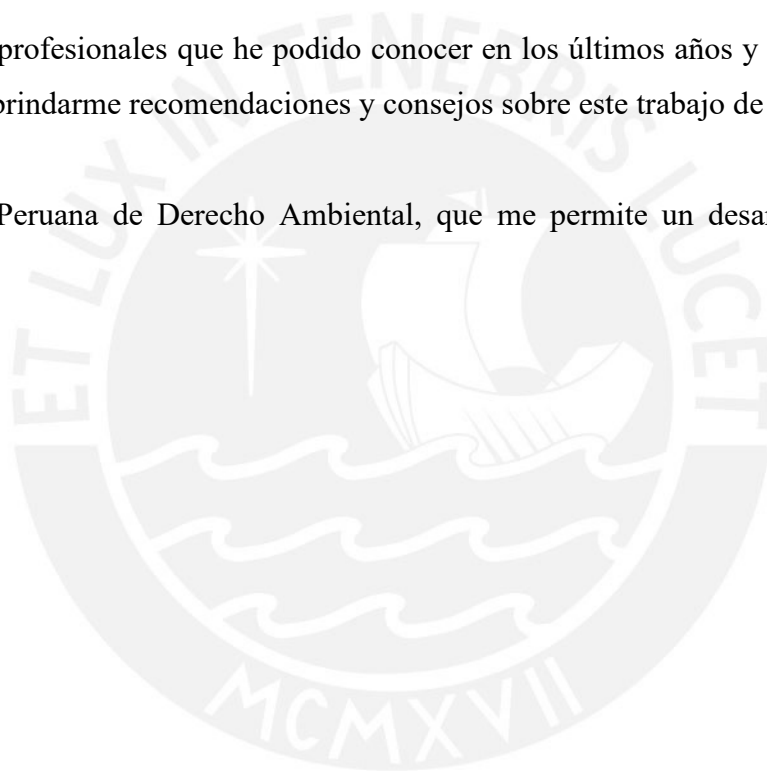 profesionales que he podido conocer en los últimos años y
brindarme recomendaciones y consejos sobre este trabajo de
Peruana de Derecho Ambiental, que me permite un
ET LUX IN TENEBRIS LUCET
MCMXVII